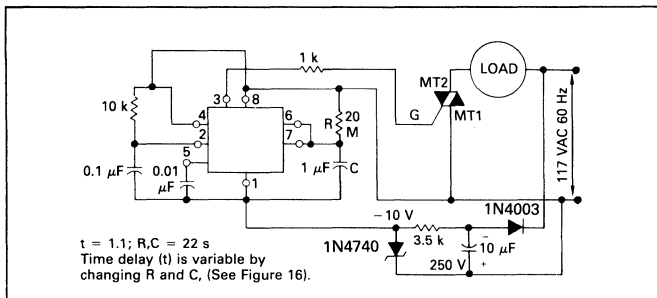 1 k
LOAD
MT2
MT1
G
117 VAC 60 Hz
10 k
3
8
4
2
5
6
7
1
R
20
M
0.1 μF
0.01
μF
1 μF
C
− 10 V
1N4003
1N4740
3.5 k
−
10 μF
250 V
+
t = 1.1; R,C = 22 s
Time delay (t) is variable by
changing R and C, (See Figure 16).